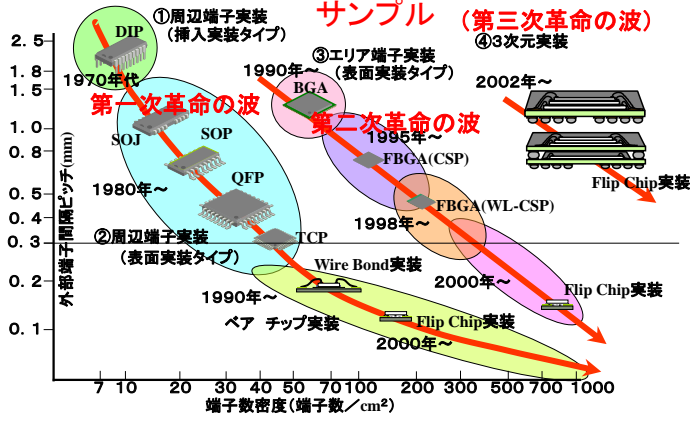 サンプル
①周辺端子実装
(挿入実装タイプ)
DIP
1970年代
第一次革命の波
SOJ
SOP
1980年～
QFP
②周辺端子実装
(表面実装タイプ)
TCP
1990年～
Wire Bond実装
ベア チップ実装
Flip Chip実装
2000年～
③エリア端子実装
(表面実装タイプ)
1990年～
BGA
第二次革命の波
1995年～
FBGA(CSP)
FBGA(WL-CSP)
1998年～
2000年～
Flip Chip実装
(第三次革命の波)
④3次元実装
2002年～
Flip Chip実装
外部端子間隔ピッチ(mm)
2.5
1.8
1.5
1.0
0.8
0.5
0.4
0.3
0.2
0.1
7 10 20 30 40 50 70 100 200 300 500 700 1000
端子数密度(端子数/cm²)